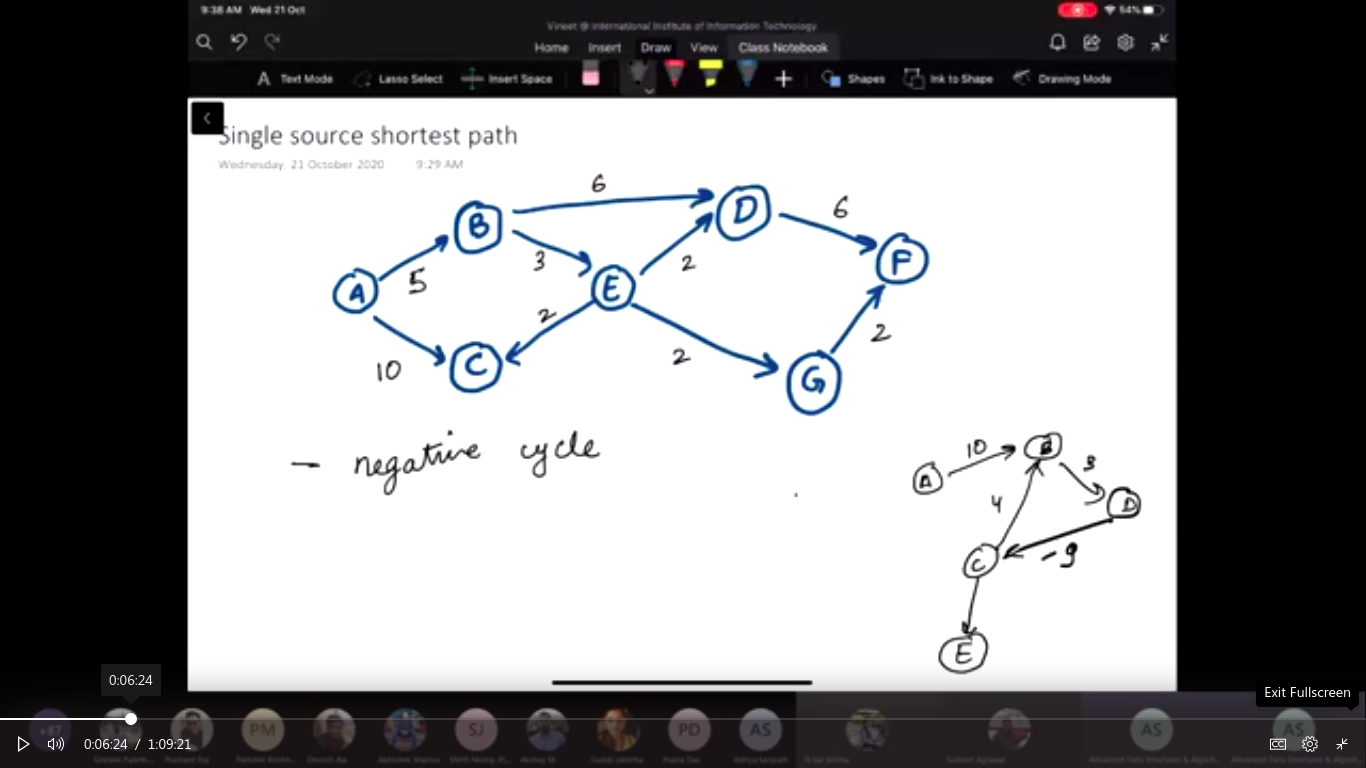 9:38 AM Wed 21 Oct
54%
Vineet @ International Institute of Information Technology
Home Insert Draw View Class Notebook
Text Mode Lasso Select Insert Space Shapes Ink to Shape Drawing Mode
Single source shortest path
Wednesday, 21 October 2020 9:29 AM
6
B D 6
3 F
A 5 E 2
2
10 C 2 G 2
- negative cycle
A 10 B 3
4 D
C -9
E
0:06:24
Exit Fullscreen
PM SJ PD AS AS AS
0:06:24 / 1:09:21
CC